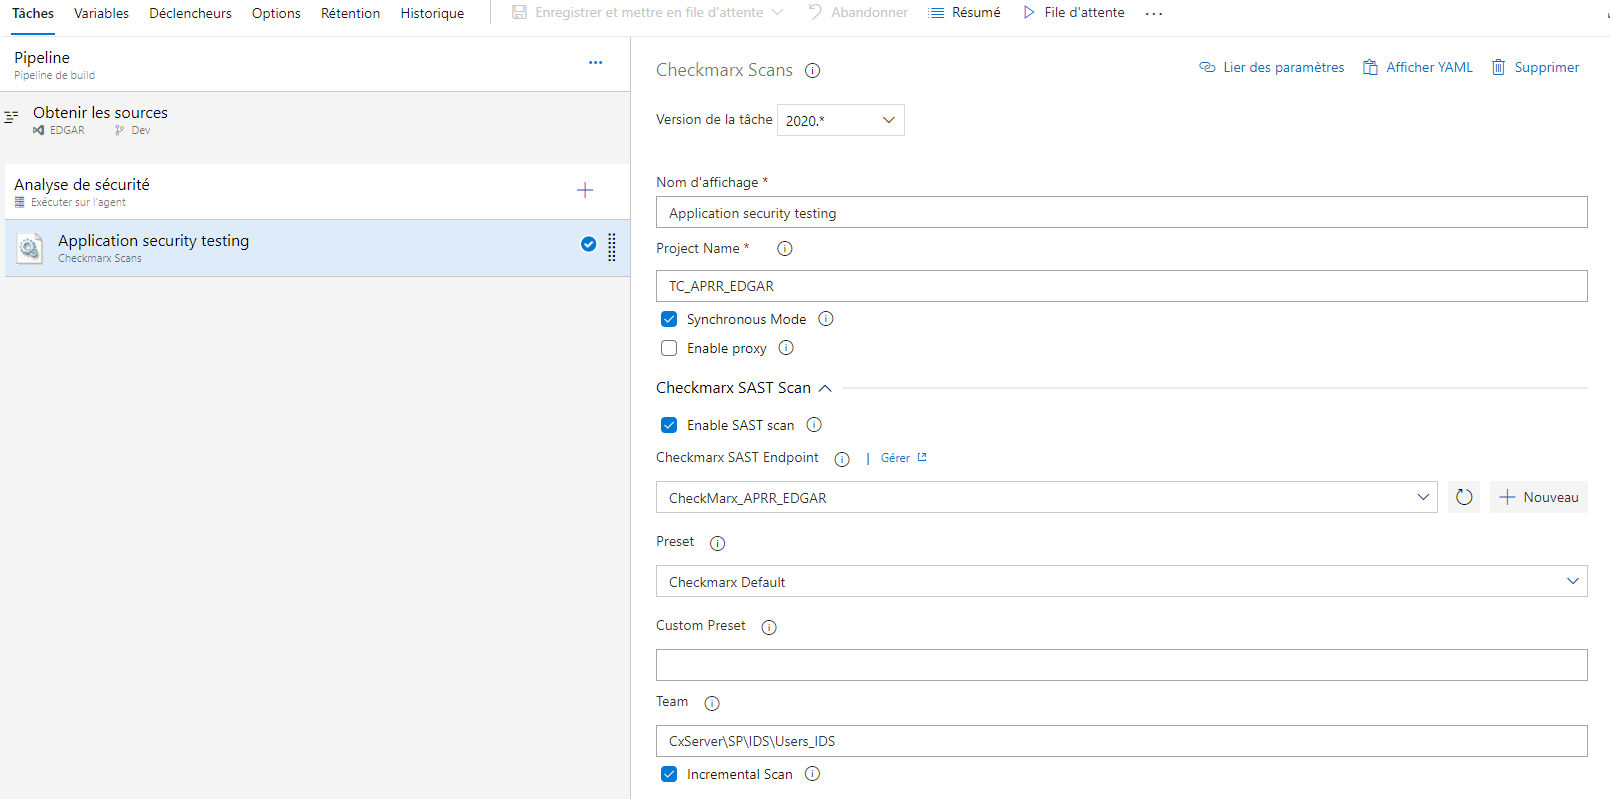 Tâches Variables Déclencheurs Options Rétention Historique Enregistrer et mettre en file d'attente Abandonner Résumé File d'attente ...
Pipeline
Pipeline de build
Obtenir les sources
EDGAR Dev
Analyse de sécurité
Exécuter sur l'agent
Application security testing
Checkmarx Scans
Checkmarx Scans Lier des paramètres Afficher YAML Supprimer
Version de la tâche 2020.*
Nom d'affichage *
Application security testing
Project Name *
TC_APRR_EDGAR
Synchronous Mode
Enable proxy
Checkmarx SAST Scan
Enable SAST scan
Checkmarx SAST Endpoint | Gérer
CheckMarx_APRR_EDGAR Nouveau
Preset
Checkmarx Default
Custom Preset
Team
CxServer\SP\IDS\Users_IDS
Incremental Scan